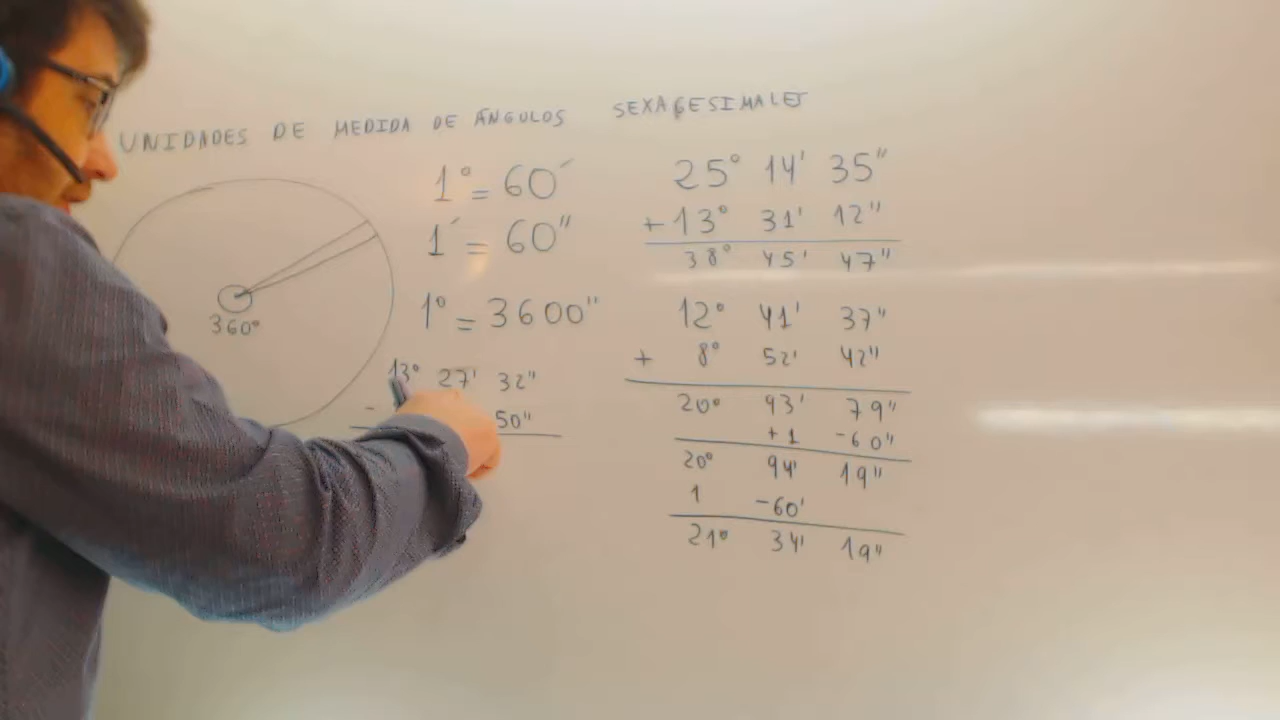 UNIDADES DE MEDIDA DE ÂNGULOS SEXAGESIMALES
1° = 60´
1´ = 60"
1° = 3600"
360°
13° 27' 32"
- 50"
25° 14' 35"
+ 13° 31' 12"
38° 45' 47"
12° 41' 37"
+ 8° 52' 42"
20° 93' 79"
+1 -60"
20° 94' 19"
1 -60'
21° 34' 19"